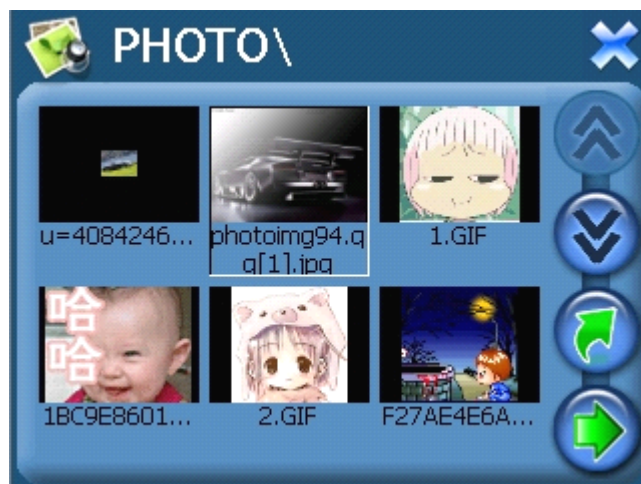 PHOTO\
u=4084246...
photoimg94.q
q[1].jpg
1.GIF
哈
哈
1BC9E8601...
2.GIF
F27AE4E6A...